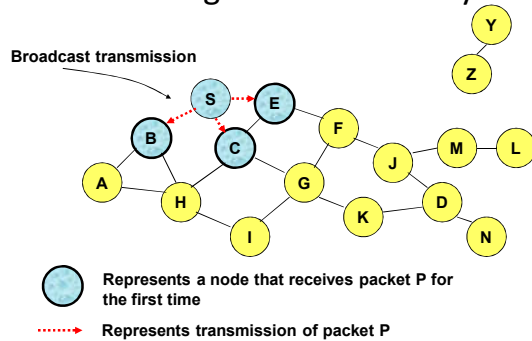 Y
Broadcast transmission
Z
S
E
B
F
C
M
L
J
A
G
H
D
K
I
N
Represents a node that receives packet P for
the first time
Represents transmission of packet P